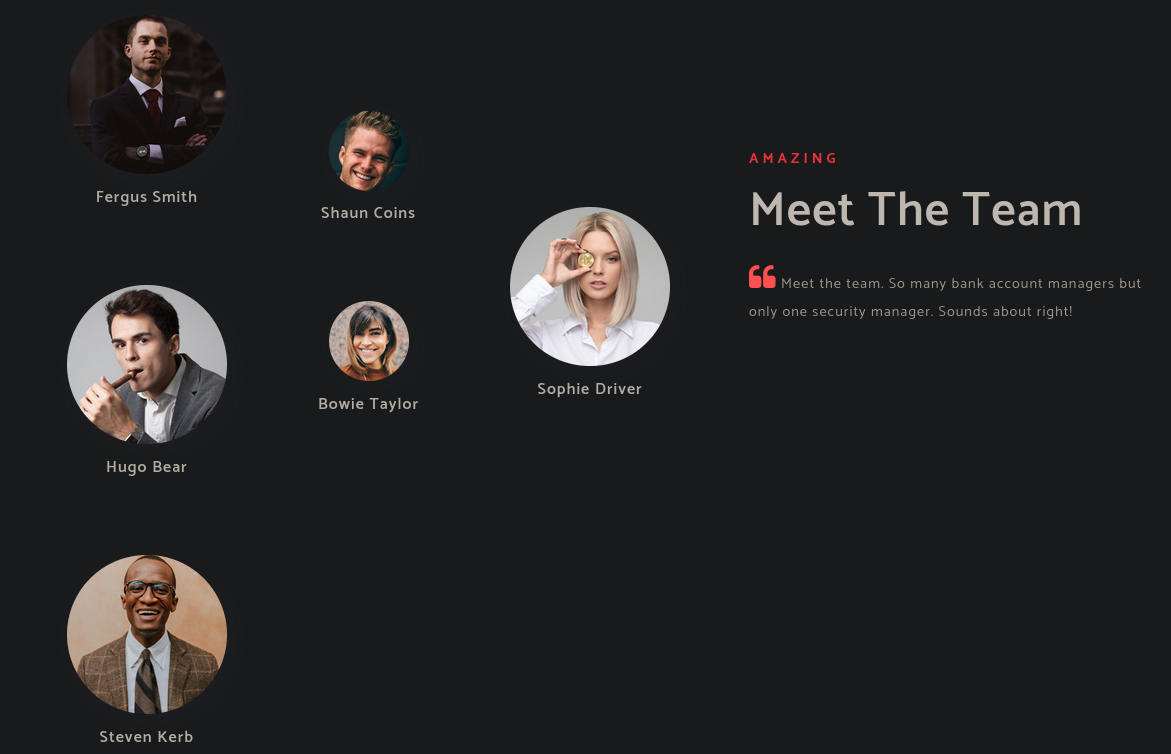 Fergus Smith
Shaun Coins
Hugo Bear
Bowie Taylor
Steven Kerb
Sophie Driver
AMAZING
Meet The Team
❝ Meet the team. So many bank account managers but
only one security manager. Sounds about right!